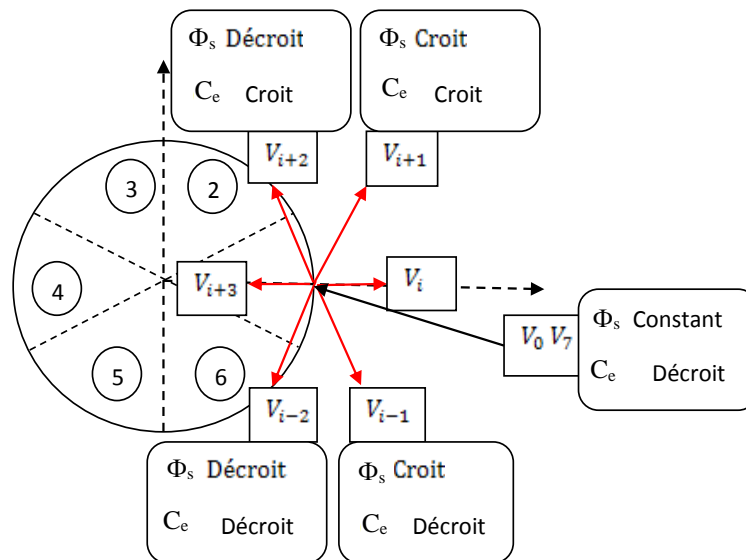 Φs Décroit
Ce Croit
Φs Croit
Ce Croit
Vi+2
Vi+1
3
2
4
Vi+3
Vi
V0 V7
Φs Constant
Ce Décroit
5
6
Vi−2
Vi−1
Φs Décroit
Ce Décroit
Φs Croit
Ce Décroit